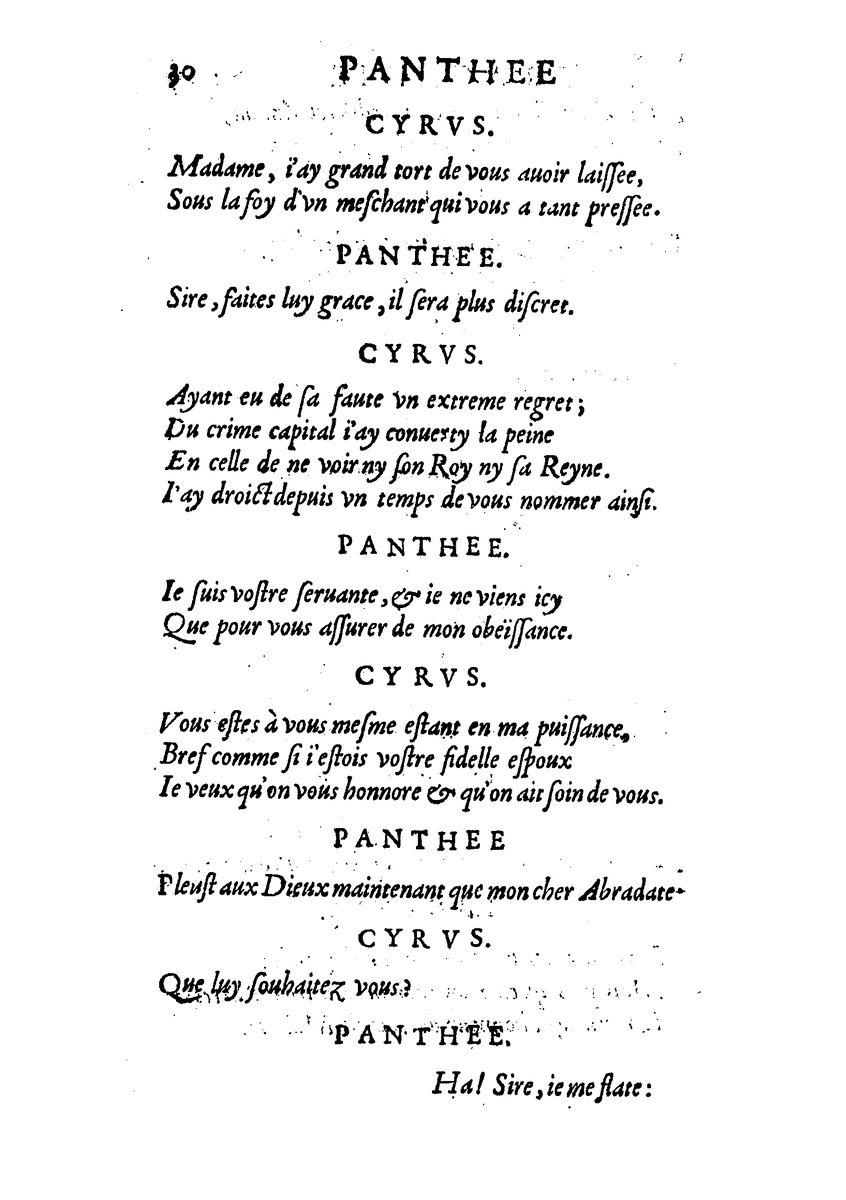 30 PANTHEE
CYRVS.
Madame, i'ay grand tort de vous auoir laiſſee,
Sous la foy d'vn meſchant qui vous a tant preſſee.
PANTHEE.
Sire, faites luy grace, il ſera plus diſcret.
CYRVS.
Ayant eu de ſa faute vn extreme regret;
Du crime capital i'ay conuerty la peine
En celle de ne voir ny ſon Roy ny ſa Reyne.
I'ay droict depuis vn temps de vous nommer ainſi.
PANTHEE.
Ie ſuis voſtre ſeruante, & ie ne viens icy
Que pour vous aſſurer de mon obeïſſance.
CYRVS.
Vous eſtes à vous meſme eſtant en ma puiſſance,
Bref comme ſi i'eſtois voſtre fidelle eſpoux
Ie veux qu'on vous honnore & qu'on ait ſoin de vous.
PANTHEE
Pleuſt aux Dieux maintenant que mon cher Abradate-
CYRVS.
Que luy ſouhaitez vous?
PANTHEE.
Ha! Sire, ie me flate: